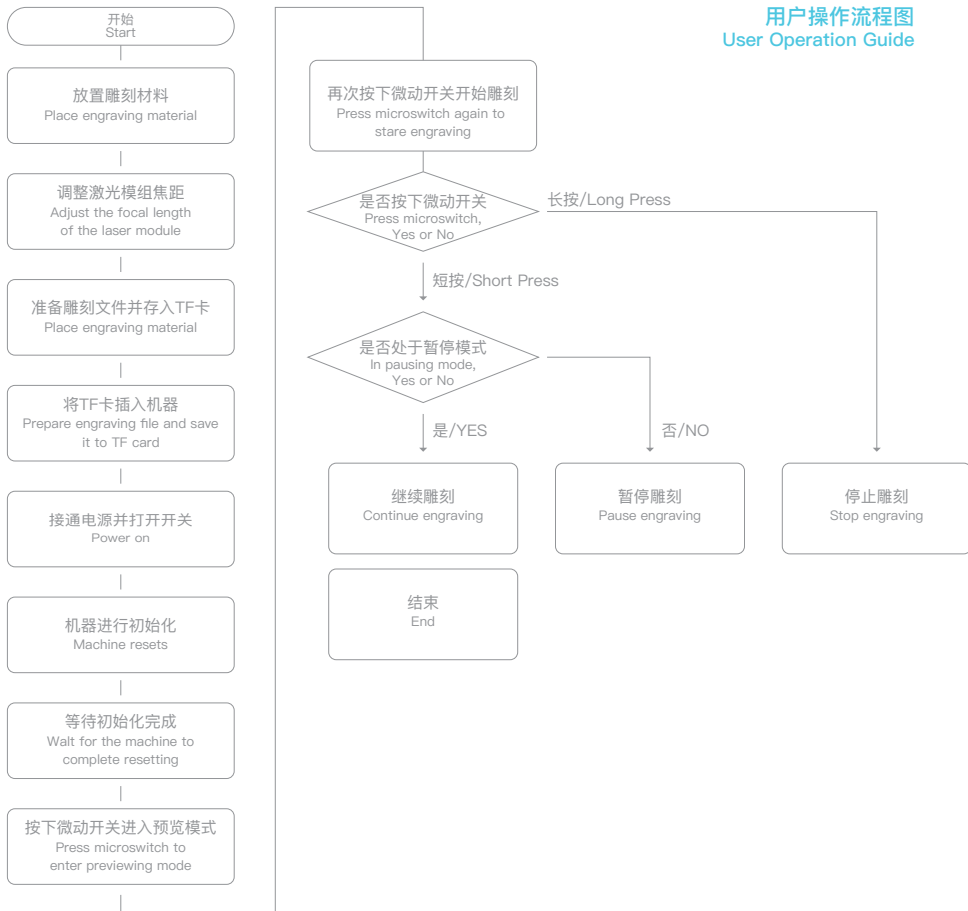 用户操作流程图
User Operation Guide
开始
Start
放置雕刻材料
Place engraving material
调整激光模组焦距
Adjust the focal length
of the laser module
准备雕刻文件并存入TF卡
Place engraving material
将TF卡插入机器
Prepare engraving file and save
it to TF card
接通电源并打开开关
Power on
机器进行初始化
Machine resets
等待初始化完成
Walt for the machine to
complete resetting
按下微动开关进入预览模式
Press microswitch to
enter previewing mode
再次按下微动开关开始雕刻
Press microswitch again to
stare engraving
是否按下微动开关
Press microswitch,
Yes or No
长按/Long Press
短按/Short Press
是否处于暂停模式
In pausing mode,
Yes or No
是/YES
否/NO
继续雕刻
Continue engraving
暂停雕刻
Pause engraving
停止雕刻
Stop engraving
结束
End